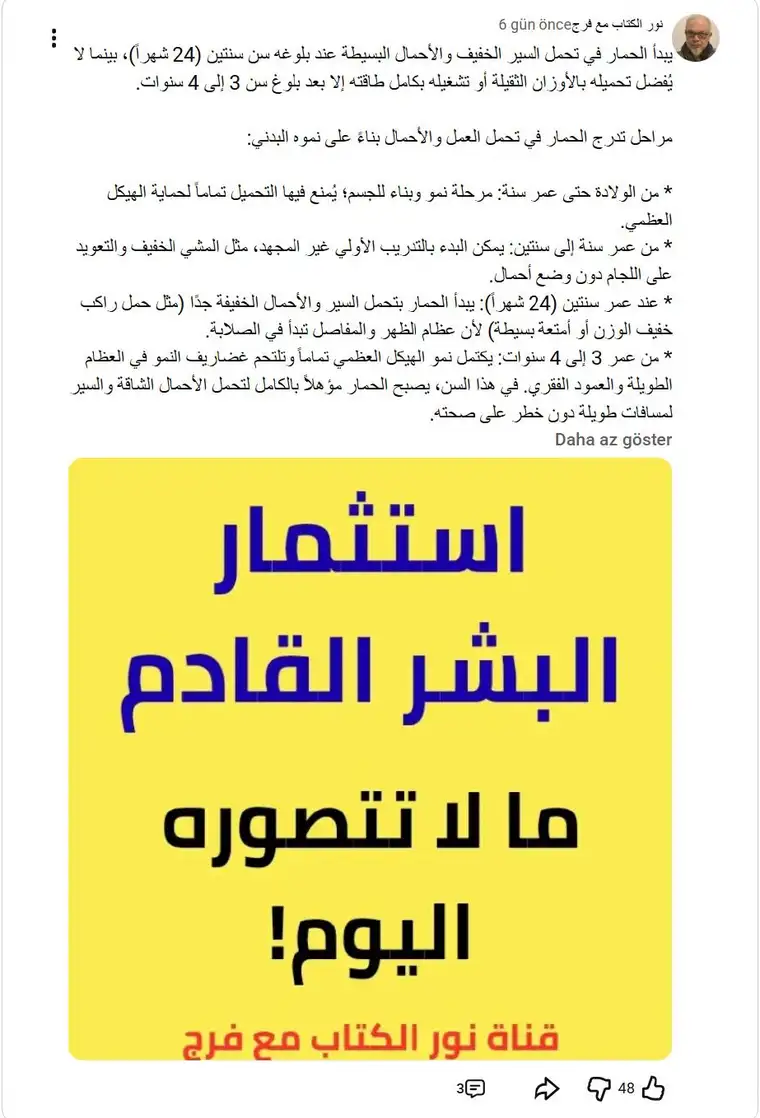 نور الكتاب مع فرج6 gün önce
يبدأ الحمار في تحمل السير الخفيف والأحمال البسيطة عند بلوغه سن سنتين (24 شهراً)، بينما لا
يُفضل تحميله بالأوزان الثقيلة أو تشغيله بكامل طاقته إلا بعد بلوغ سن 3 إلى 4 سنوات.
مراحل تدرج الحمار في تحمل العمل والأحمال بناءً على نموه البدني:
* من الولادة حتى عمر سنة: مرحلة نمو وبناء للجسم؛ يُمنع فيها التحميل تماماً لحماية الهيكل
العظمي.
* من عمر سنة إلى سنتين: يمكن البدء بالتدريب الأولي غير المجهد، مثل المشي الخفيف والتعويد
على اللجام دون وضع أحمال.
* عند عمر سنتين (24 شهراً): يبدأ الحمار بتحمل السير والأحمال الخفيفة جدًا (مثل حمل راكب
خفيف الوزن أو أمتعة بسيطة) لأن عظام الظهر والمفاصل تبدأ في الصلابة.
* من عمر 3 إلى 4 سنوات: يكتمل نمو الهيكل العظمي تماماً وتلتحم غضاريف النمو في العظام
الطويلة والعمود الفقري. في هذا السن، يصبح الحمار مؤهلاً بالكامل لتحمل الأحمال الشاقة والسير
لمسافات طويلة دون خطر على صحته.
Daha az göster
استثمار
البشر القادم
ما لا تتصوره
اليوم!
قناة نور الكتاب مع فرج
48
3